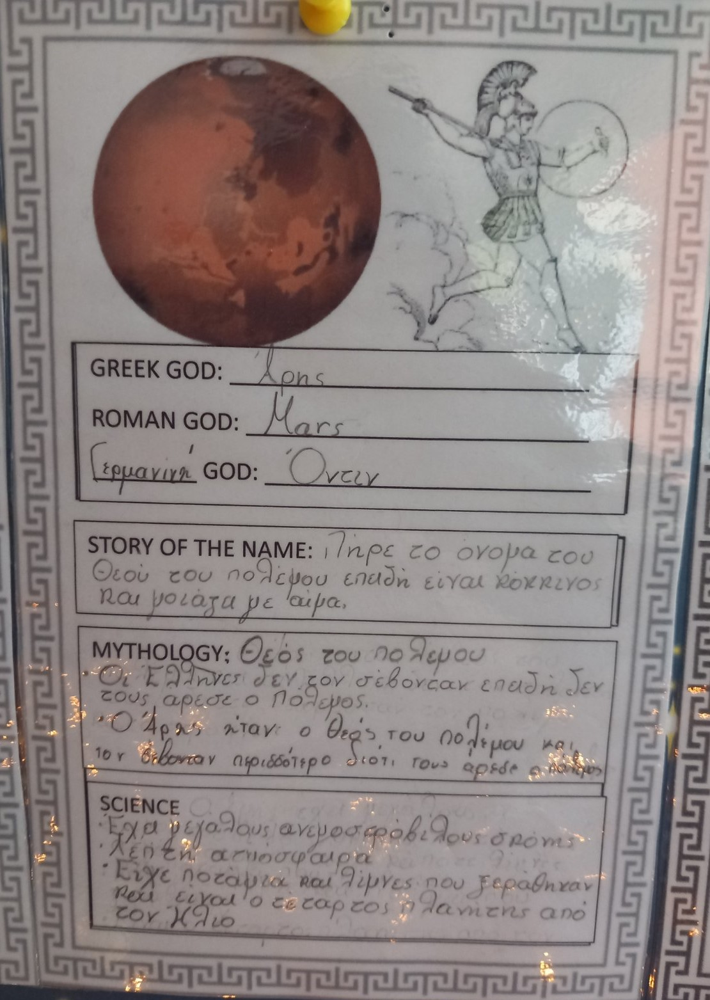 GREEK GOD: Άρης
ROMAN GOD: Mars
Γερμανική GOD: Όντιν
STORY OF THE NAME: Πήρε το όνομα του
Θεού του πολέμου επειδή είναι κόκκινος
και μοιάζει με αίμα.
MYTHOLOGY: Θεός του πολέμου
· Οι Έλληνες δεν τον σέβονταν επειδή δεν
τους αρεσε ο πόλεμος.
· Ο Άρης ήταν ο θεός του πολέμου και
τον σέβονταν περισσότερο διότι τους άρεσε ο πόλεμος
SCIENCE
· Έχει μεγαλους ανεμοστρόβιλους σκόνης
· Λεπτή ατμόσφαιρα
· Είχε ποτάμια και λίμνες που ξεράθηκαν
και είναι ο τέταρτος πλανήτης από
τον Ήλιο